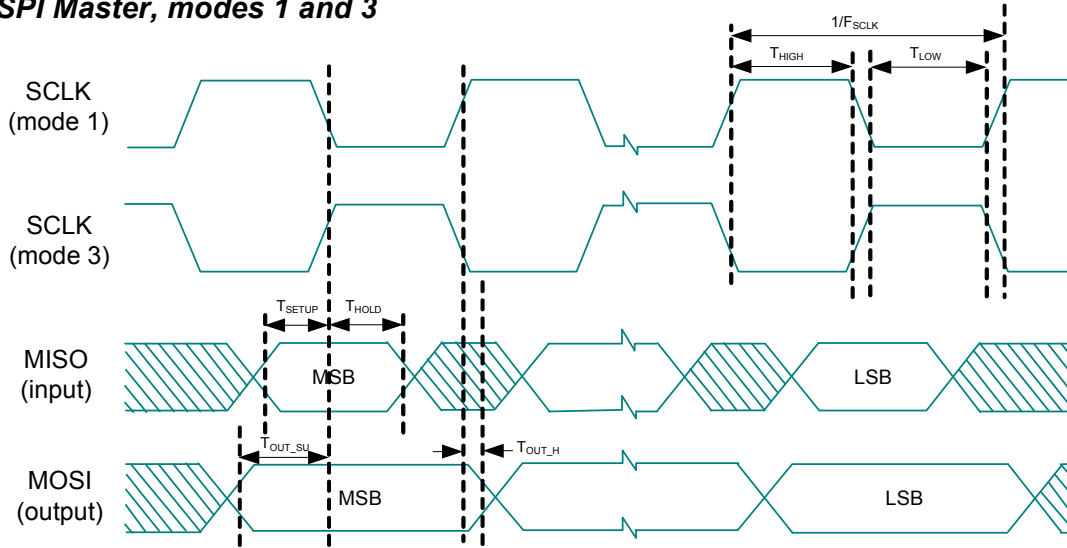 SPI Master, modes 1 and 3
1/FSCLK
THIGH
TLOW
SCLK
(mode 1)
SCLK
(mode 3)
TSETUP
THOLD
MISO
(input)
MSB
LSB
TOUT_SU
TOUT_H
MOSI
(output)
MSB
LSB